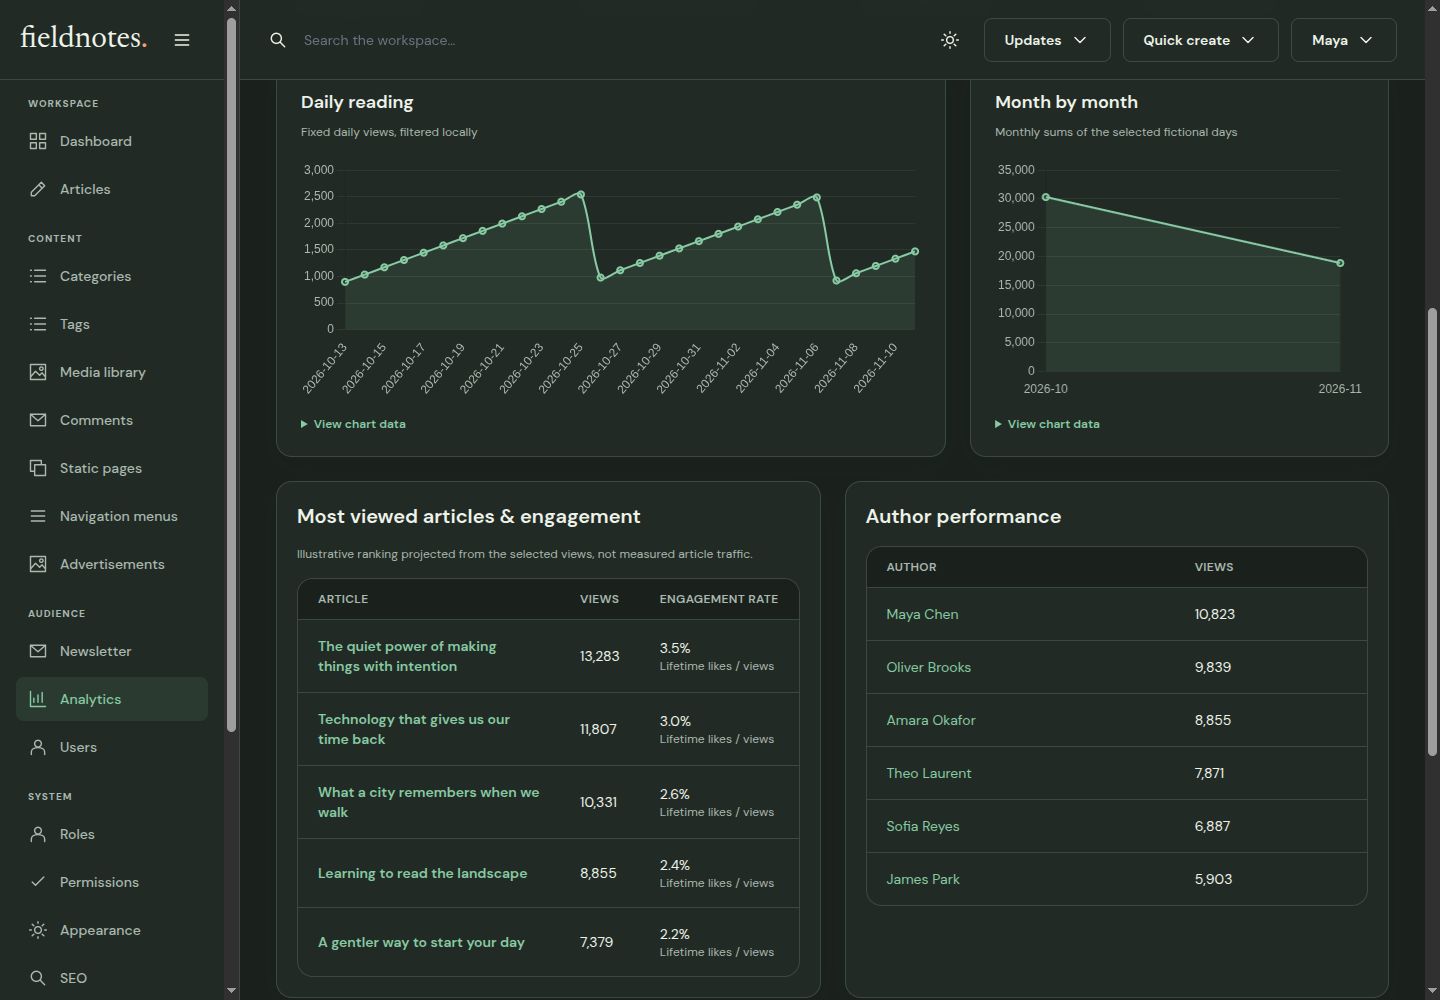 fieldnotes.
Search the workspace...
Updates
Quick create
Maya
WORKSPACE
Dashboard
Articles
CONTENT
Categories
Tags
Media library
Comments
Static pages
Navigation menus
Advertisements
AUDIENCE
Newsletter
Analytics
Users
SYSTEM
Roles
Permissions
Appearance
SEO
Daily reading
Fixed daily views, filtered locally
3,000
2,500
2,000
1,500
1,000
500
0
2026-10-13
2026-10-15
2026-10-17
2026-10-19
2026-10-21
2026-10-23
2026-10-25
2026-10-27
2026-10-29
2026-10-31
2026-11-02
2026-11-04
2026-11-06
2026-11-08
2026-11-10
View chart data
Month by month
Monthly sums of the selected fictional days
35,000
30,000
25,000
20,000
15,000
10,000
5,000
0
2026-10
2026-11
View chart data
Most viewed articles & engagement
Illustrative ranking projected from the selected views, not measured article traffic.
ARTICLE VIEWS ENGAGEMENT RATE
The quiet power of making
things with intention
13,283
3.5%
Lifetime likes / views
Technology that gives us our
time back
11,807
3.0%
Lifetime likes / views
What a city remembers when we
walk
10,331
2.6%
Lifetime likes / views
Learning to read the landscape
8,855
2.4%
Lifetime likes / views
A gentler way to start your day
7,379
2.2%
Lifetime likes / views
Author performance
AUTHOR VIEWS
Maya Chen 10,823
Oliver Brooks 9,839
Amara Okafor 8,855
Theo Laurent 7,871
Sofia Reyes 6,887
James Park 5,903